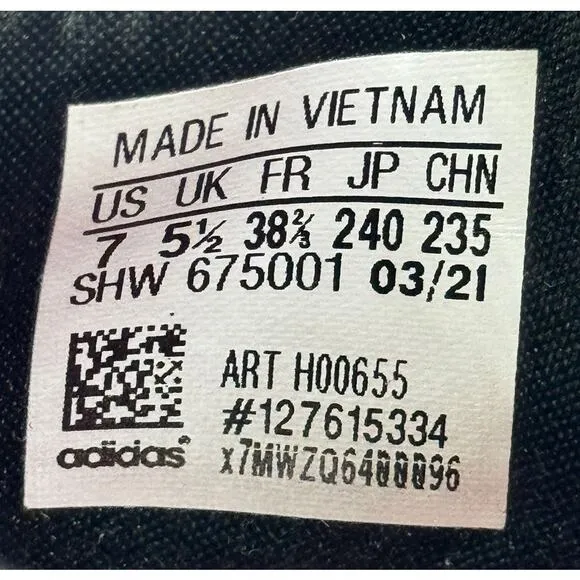 MADE IN VIETNAM
US UK FR JP CHN
7 5½ 38⅔ 240 235
SHW 675001 03/21
ART H00655
#127615334
adidas®